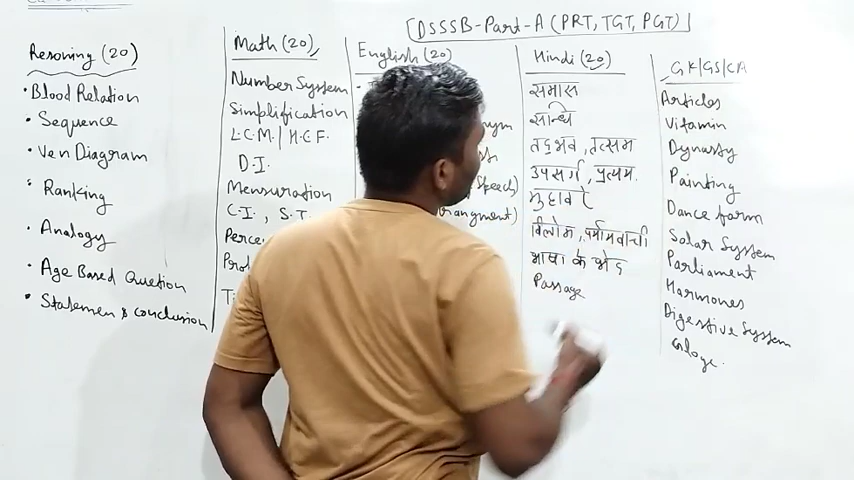 [DSSSB-Part-A (PRT, TGT, PGT)]
Resoning (20)
• Blood Relation
• Sequence
• Ven Diagram
• Ranking
• Analogy
• Age Based Question
• Statemen & Conclusion
Math (20)
Number System
Simplification
L.C.M. / H.C.F.
D.I.
Mensuration
C.I., S.I.
English (20)
Speech)
Hindi (20)
समास
सन्धि
तद्भव, तत्सम
उपसर्ग, प्रत्यय.
मुहावरे
विलोम, पर्यायवाची
भाषा के भेद
Passage
GK/GS/CA
Articles
Vitamin
Dynasty
Painting
Dance form
Solar System
Parliament
Harmones
Digestive System